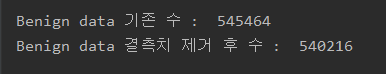 Benign data 기존 수 :  545464
Benign data 결측치 제거 후 수 :  540216